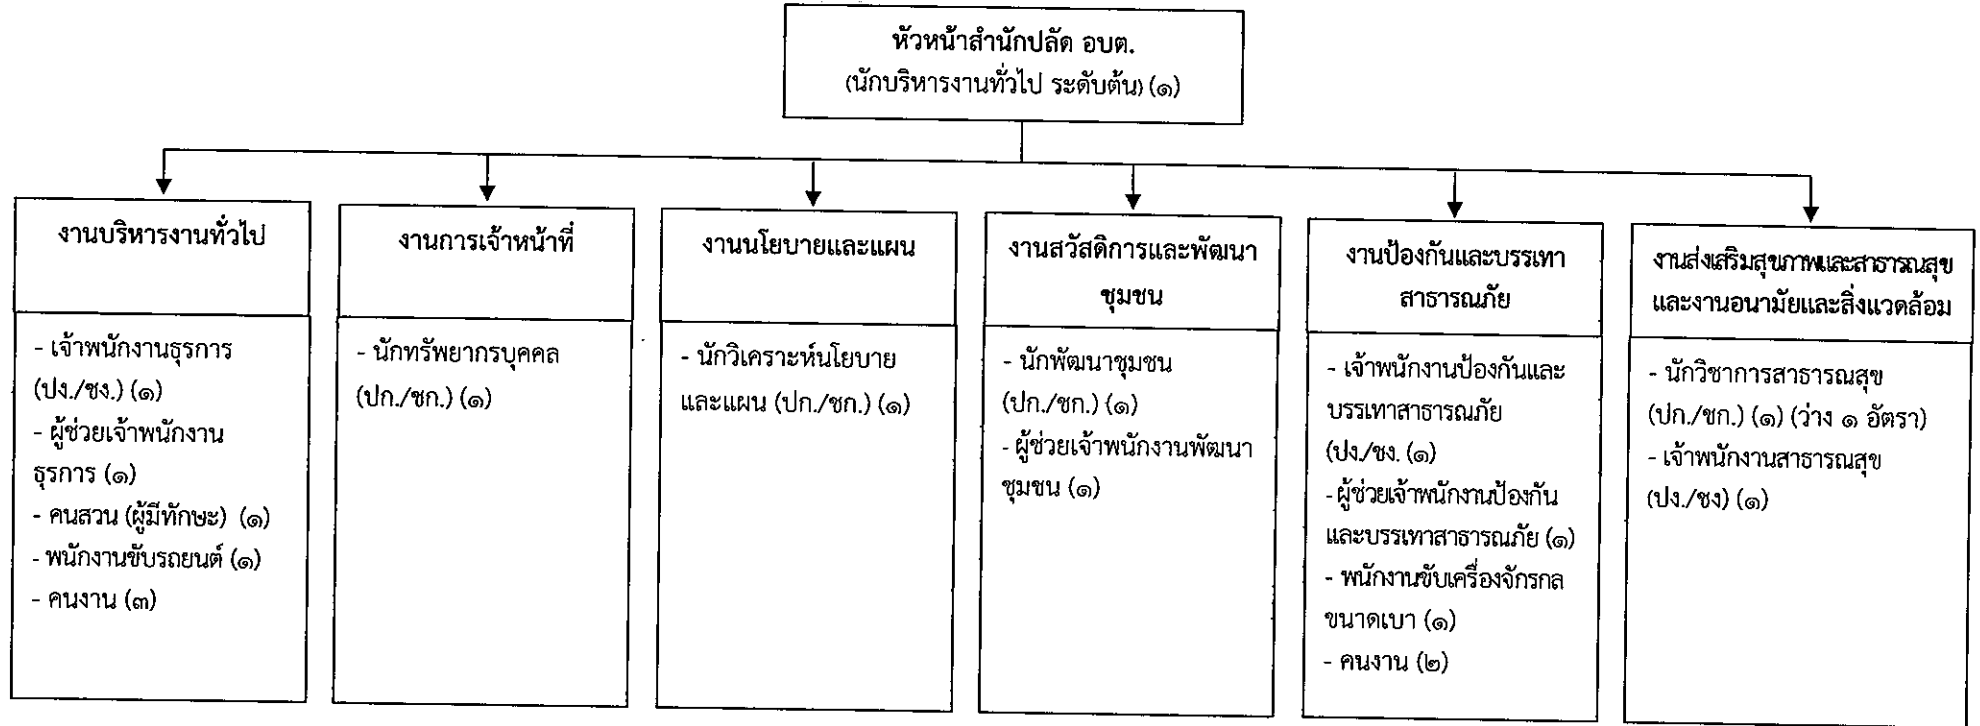 หัวหน้าสำนักปลัด อบต.
(นักบริหารงานทั่วไป ระดับต้น) (๑)
งานบริหารงานทั่วไป
- เจ้าพนักงานธุรการ
(ปง./ชง.) (๑)
- ผู้ช่วยเจ้าพนักงาน
ธุรการ (๑)
- คนสวน (ผู้มีทักษะ) (๑)
- พนักงานขับรถยนต์ (๑)
- คนงาน (๓)
งานการเจ้าหน้าที่
- นักทรัพยากรบุคคล
(ปก./ชก.) (๑)
งานนโยบายและแผน
- นักวิเคราะห์นโยบาย
และแผน (ปก./ชก.) (๑)
งานสวัสดิการและพัฒนา
ชุมชน
- นักพัฒนาชุมชน
(ปก./ชก.) (๑)
- ผู้ช่วยเจ้าพนักงานพัฒนา
ชุมชน (๑)
งานป้องกันและบรรเทา
สาธารณภัย
- เจ้าพนักงานป้องกันและ
บรรเทาสาธารณภัย
(ปง./ชง. (๑)
- ผู้ช่วยเจ้าพนักงานป้องกัน
และบรรเทาสาธารณภัย (๑)
- พนักงานขับเครื่องจักรกล
ขนาดเบา (๑)
- คนงาน (๒)
งานส่งเสริมสุขภาพและสาธารณสุข
และงานอนามัยและสิ่งแวดล้อม
- นักวิชาการสาธารณสุข
(ปก./ชก.) (๑) (ว่าง ๑ อัตรา)
- เจ้าพนักงานสาธารณสุข
(ปง./ชง) (๑)